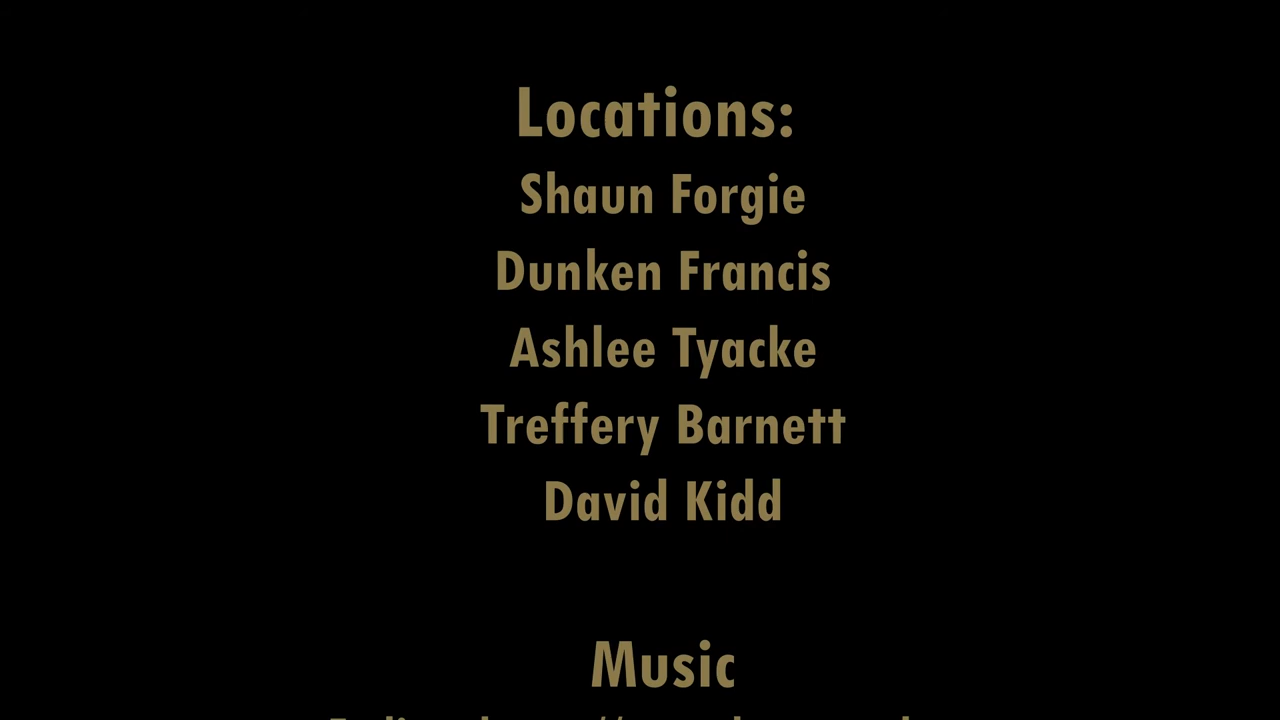 Locations:
Shaun Forgie
Dunken Francis
Ashlee Tyacke
Treffery Barnett
David Kidd
Music